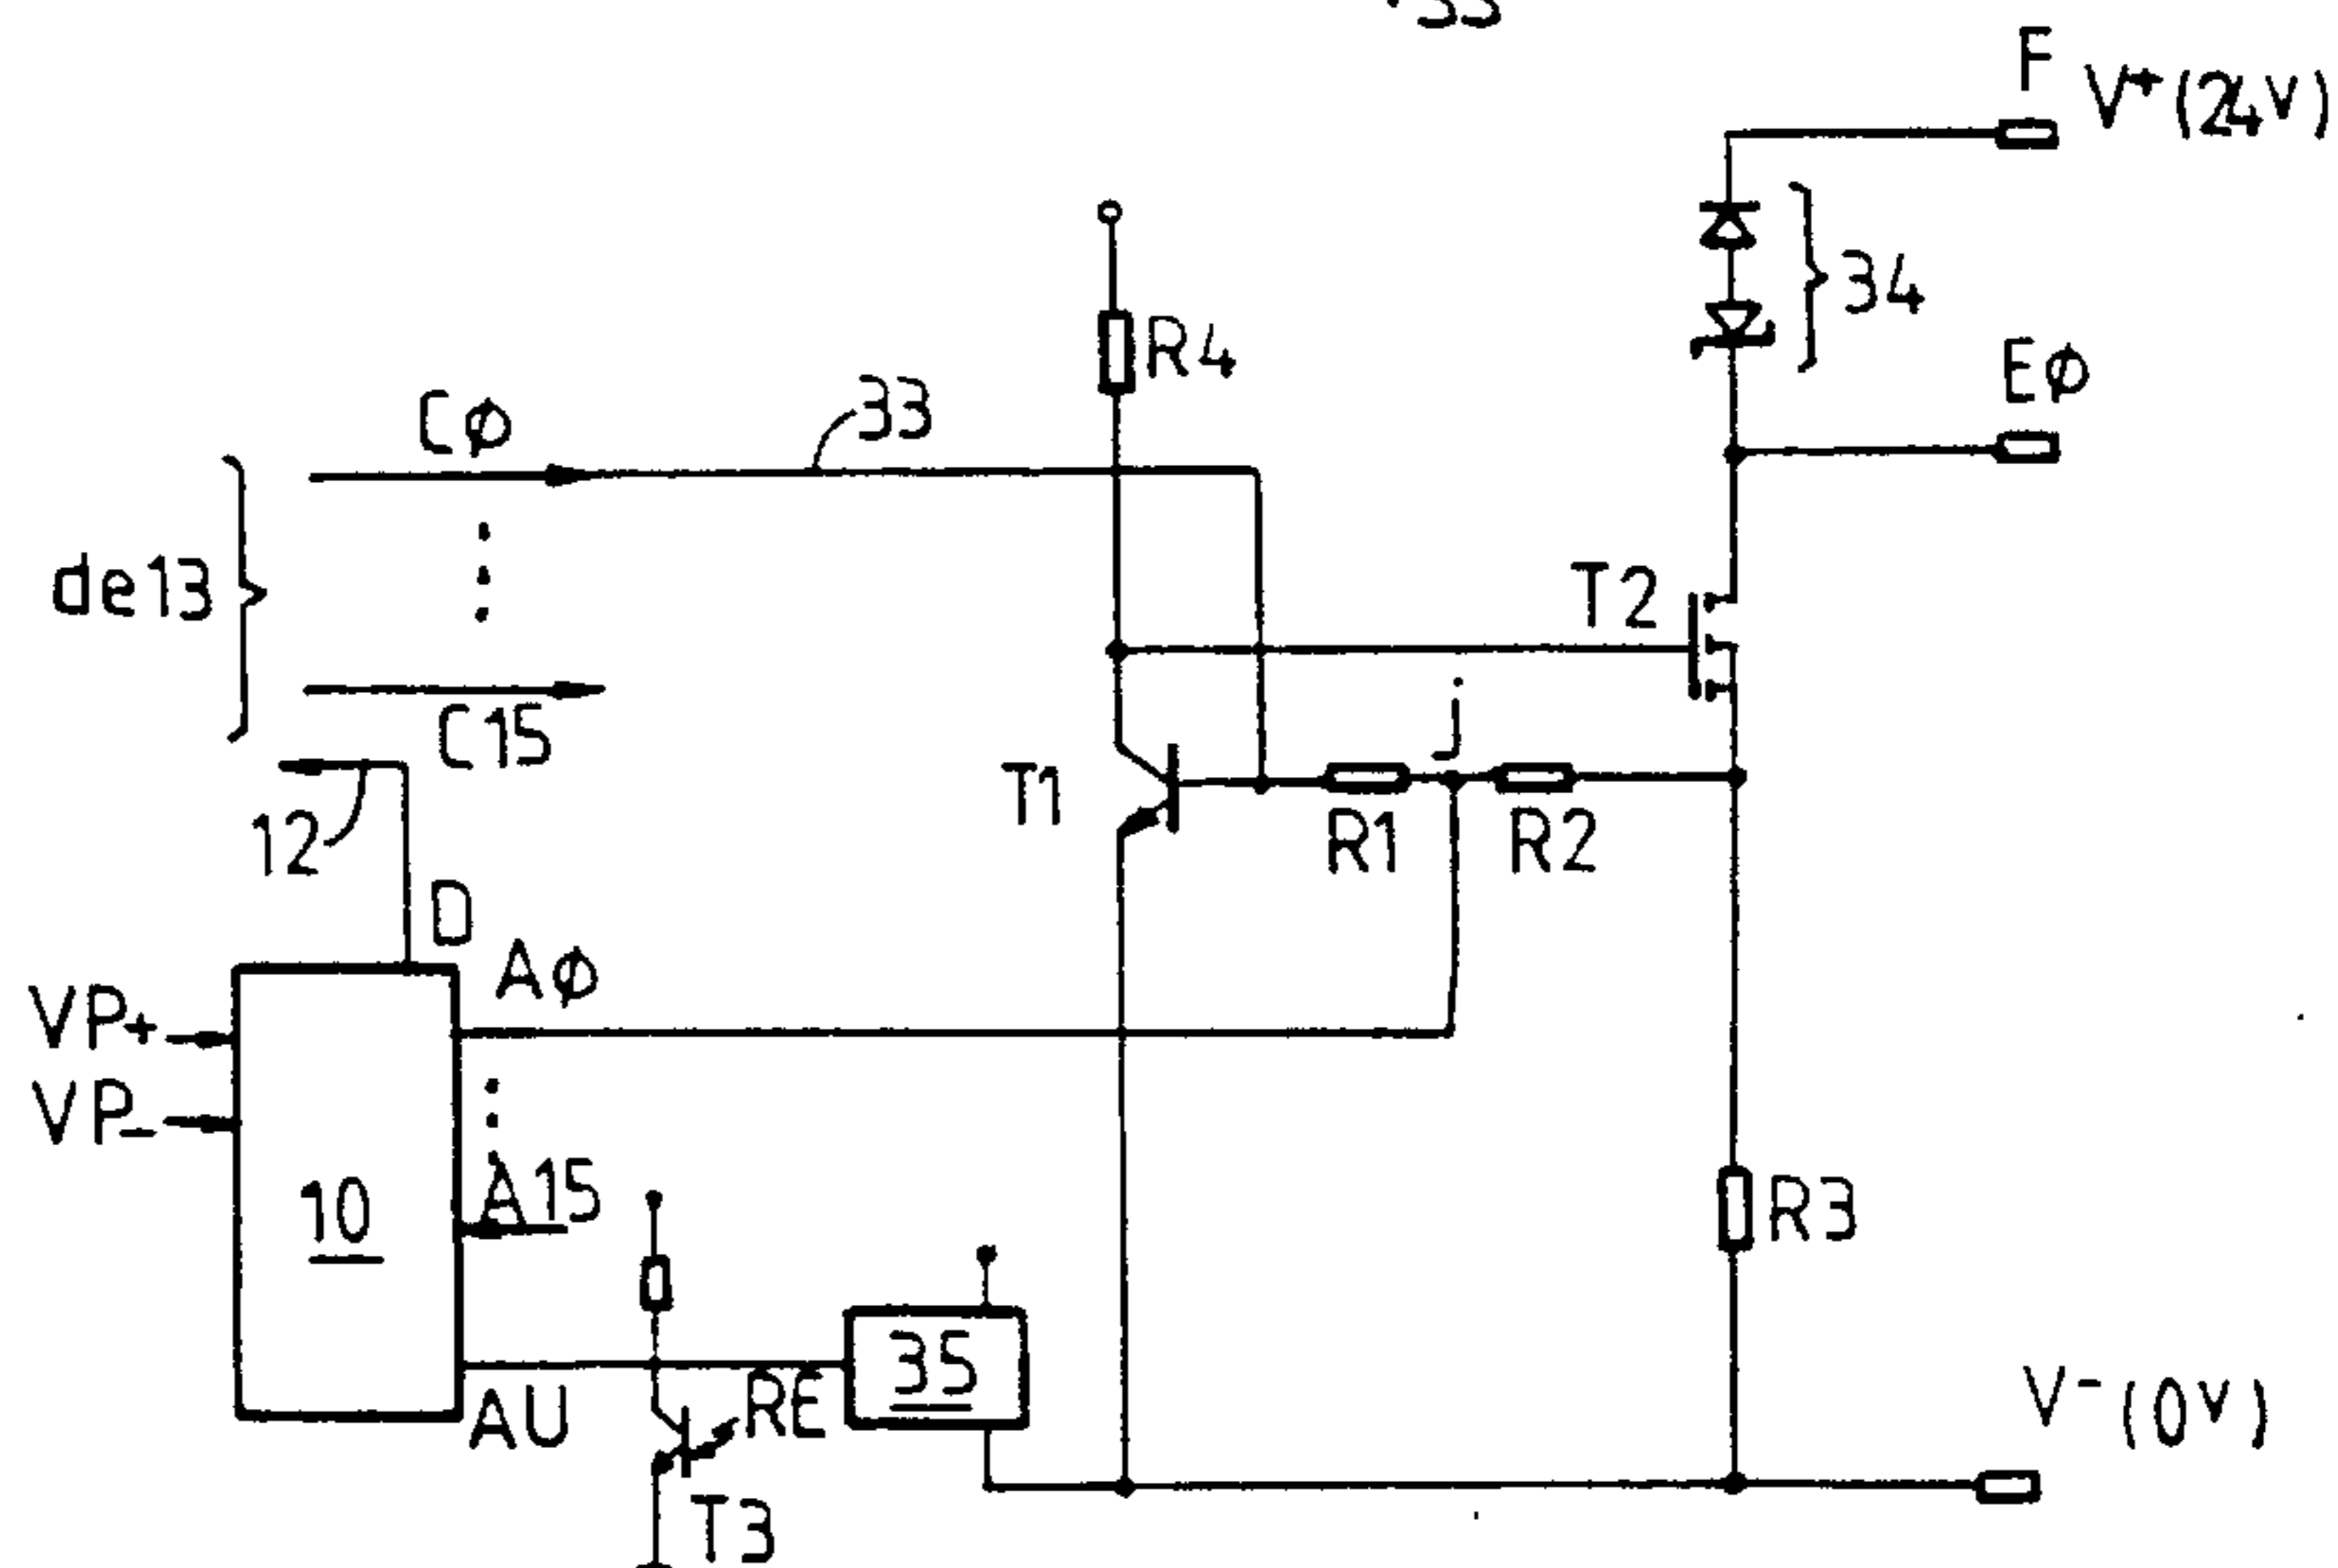 F V+(24V)
34
R4
Eφ
Cφ
33
de13
T2
C15
j
T1
12
R1
R2
D
Aφ
VP+
VP-
A15
10
R3
35
RE
AU
V-(0V)
T3